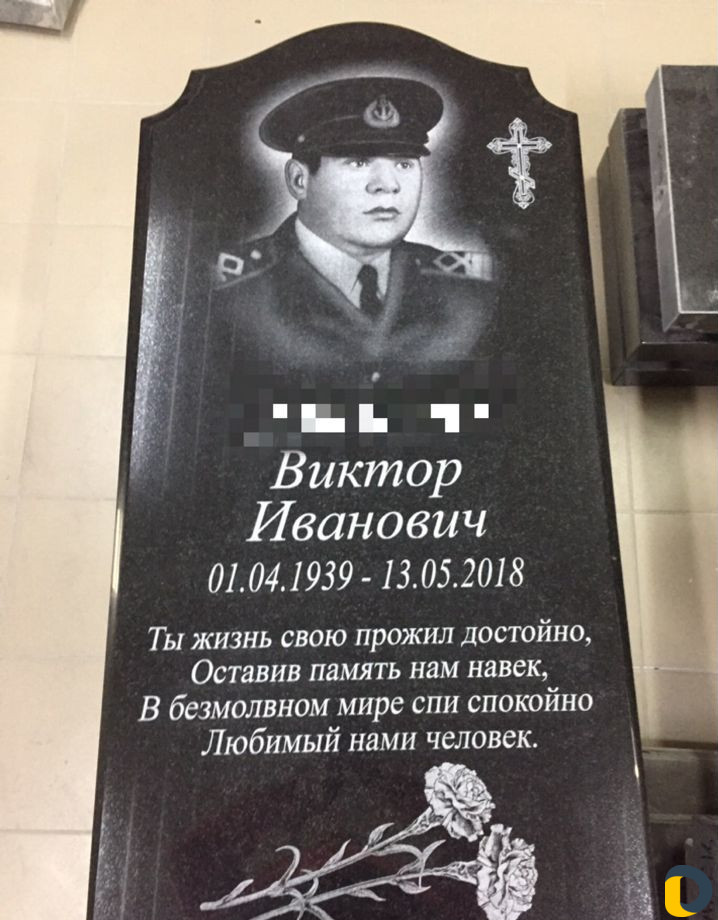 Виктор
Иванович
01.04.1939 - 13.05.2018
Ты жизнь свою прожил достойно,
Оставив память нам навек,
В безмолвном мире спи спокойно
Любимый нами человек.